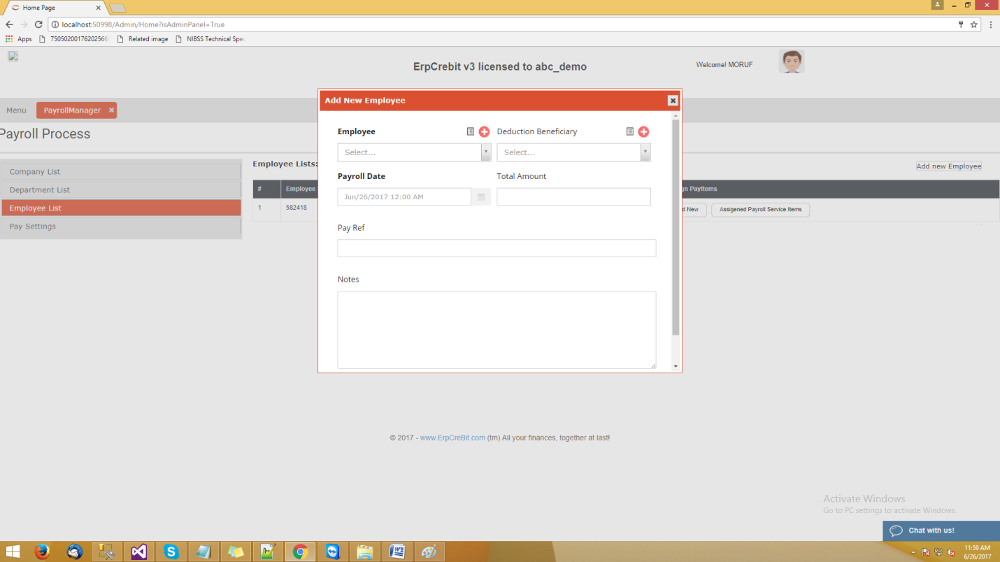 Home Page
localhost:50998/Admin/Home?isAdminPanel=True
Apps 7505020017620256 Related image NIBSS Technical Spec
ErpCrebit v3 licensed to abc_demo
Welcome! MORUF
Menu PayrollManager
Payroll Process
Company List
Department List
Employee List
Pay Settings
Employee Lists:
Add new Employee
# Employee gn PayItems
1 582418 d New Assigened Payroll Service Items
Add New Employee
Employee Deduction Beneficiary
Select... Select...
Payroll Date Total Amount
Jun/26/2017 12:00 AM
Pay Ref
Notes
© 2017 - www.ErpCreBit.com (tm) All your finances, together at last!
Activate Windows
Go to PC settings to activate Windows.
Chat with us!
11:59 AM
6/26/2017